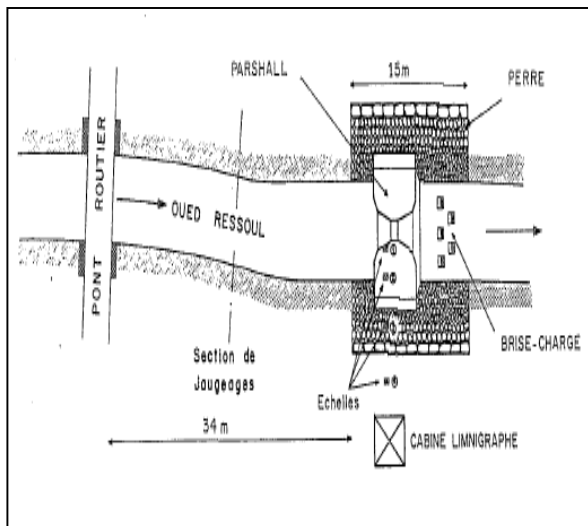 PARSHALL
15m
PERRE
PONT ROUTIER
OUED RESSOUL
BRISE-CHARGE
Section de
Jaugeages
Echelles
34 m
CABINE LIMNIGRAPHE